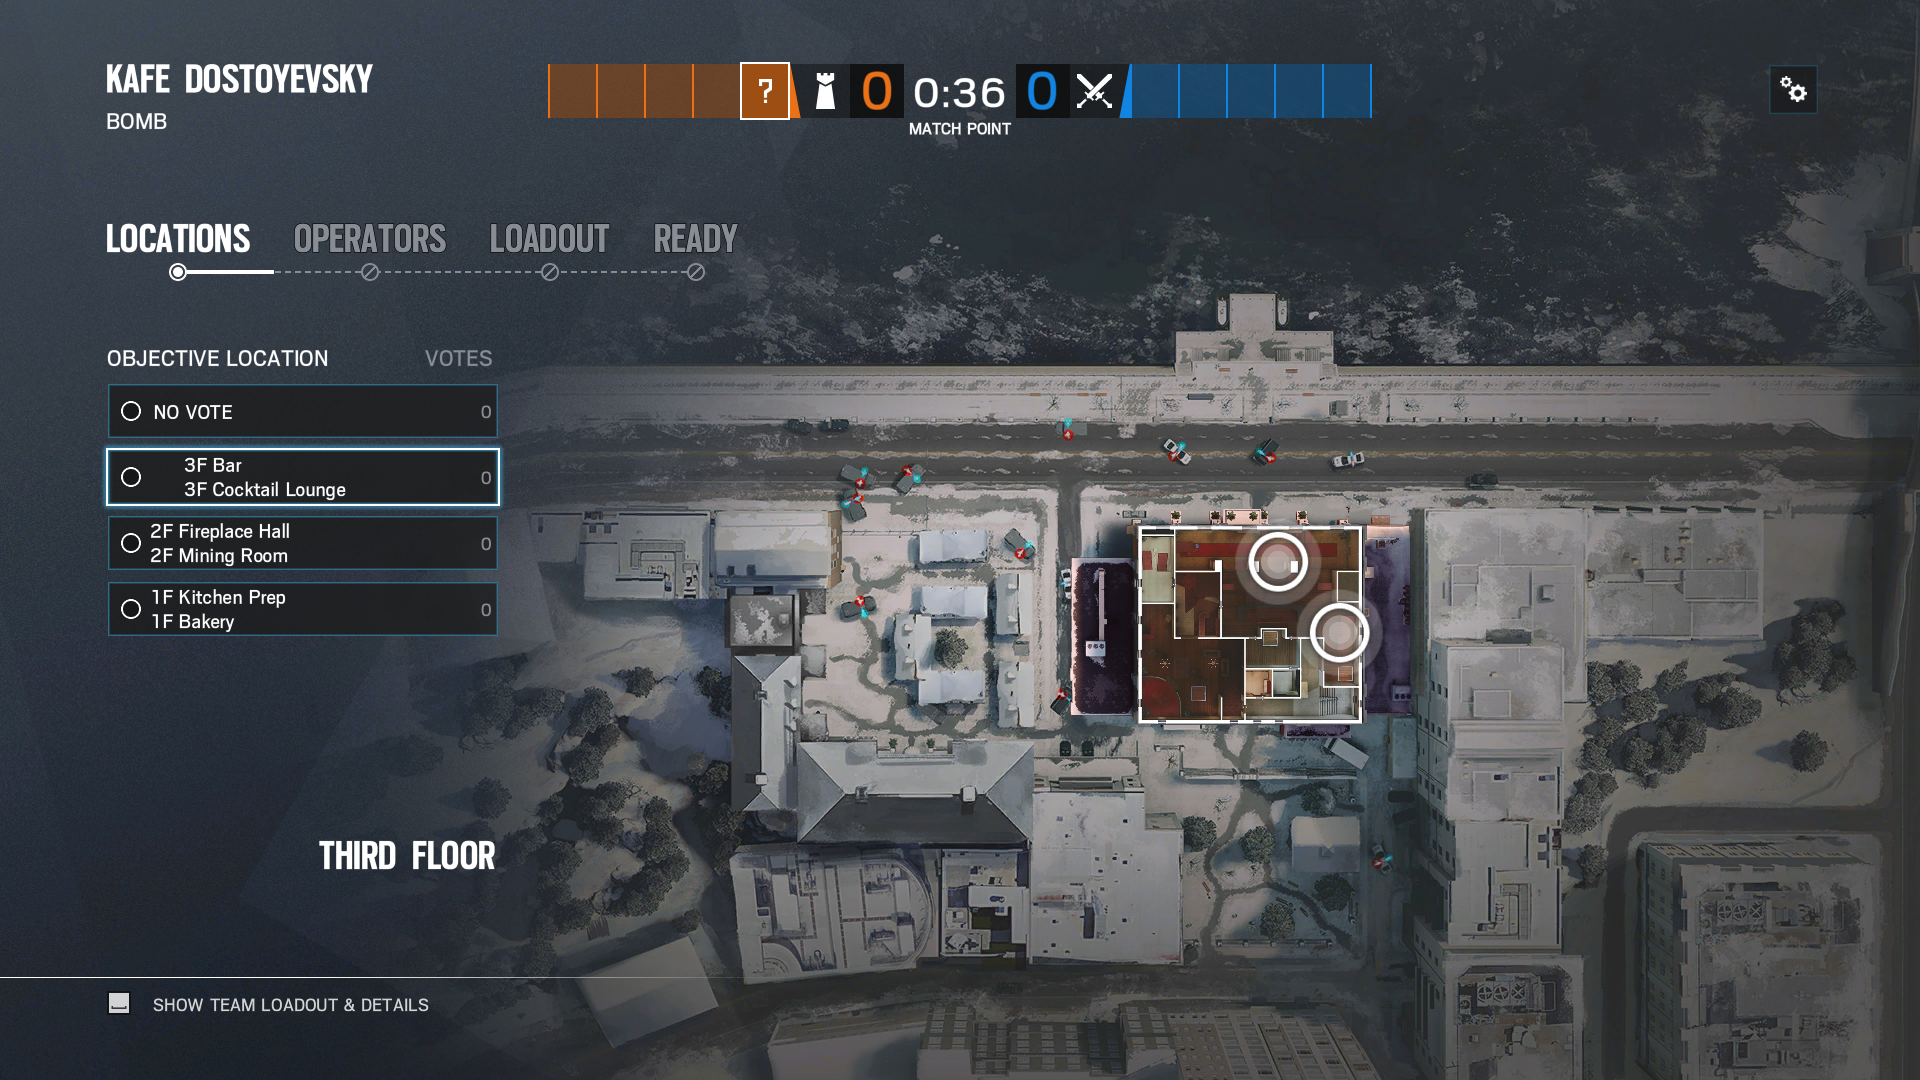 KAFE DOSTOYEVSKY
BOMB
?
0
0:36
0
MATCH POINT
LOCATIONS
OPERATORS
LOADOUT
READY
OBJECTIVE LOCATION
VOTES
NO VOTE
0
3F Bar
3F Cocktail Lounge
0
2F Fireplace Hall
2F Mining Room
0
1F Kitchen Prep
1F Bakery
0
THIRD FLOOR
SHOW TEAM LOADOUT & DETAILS